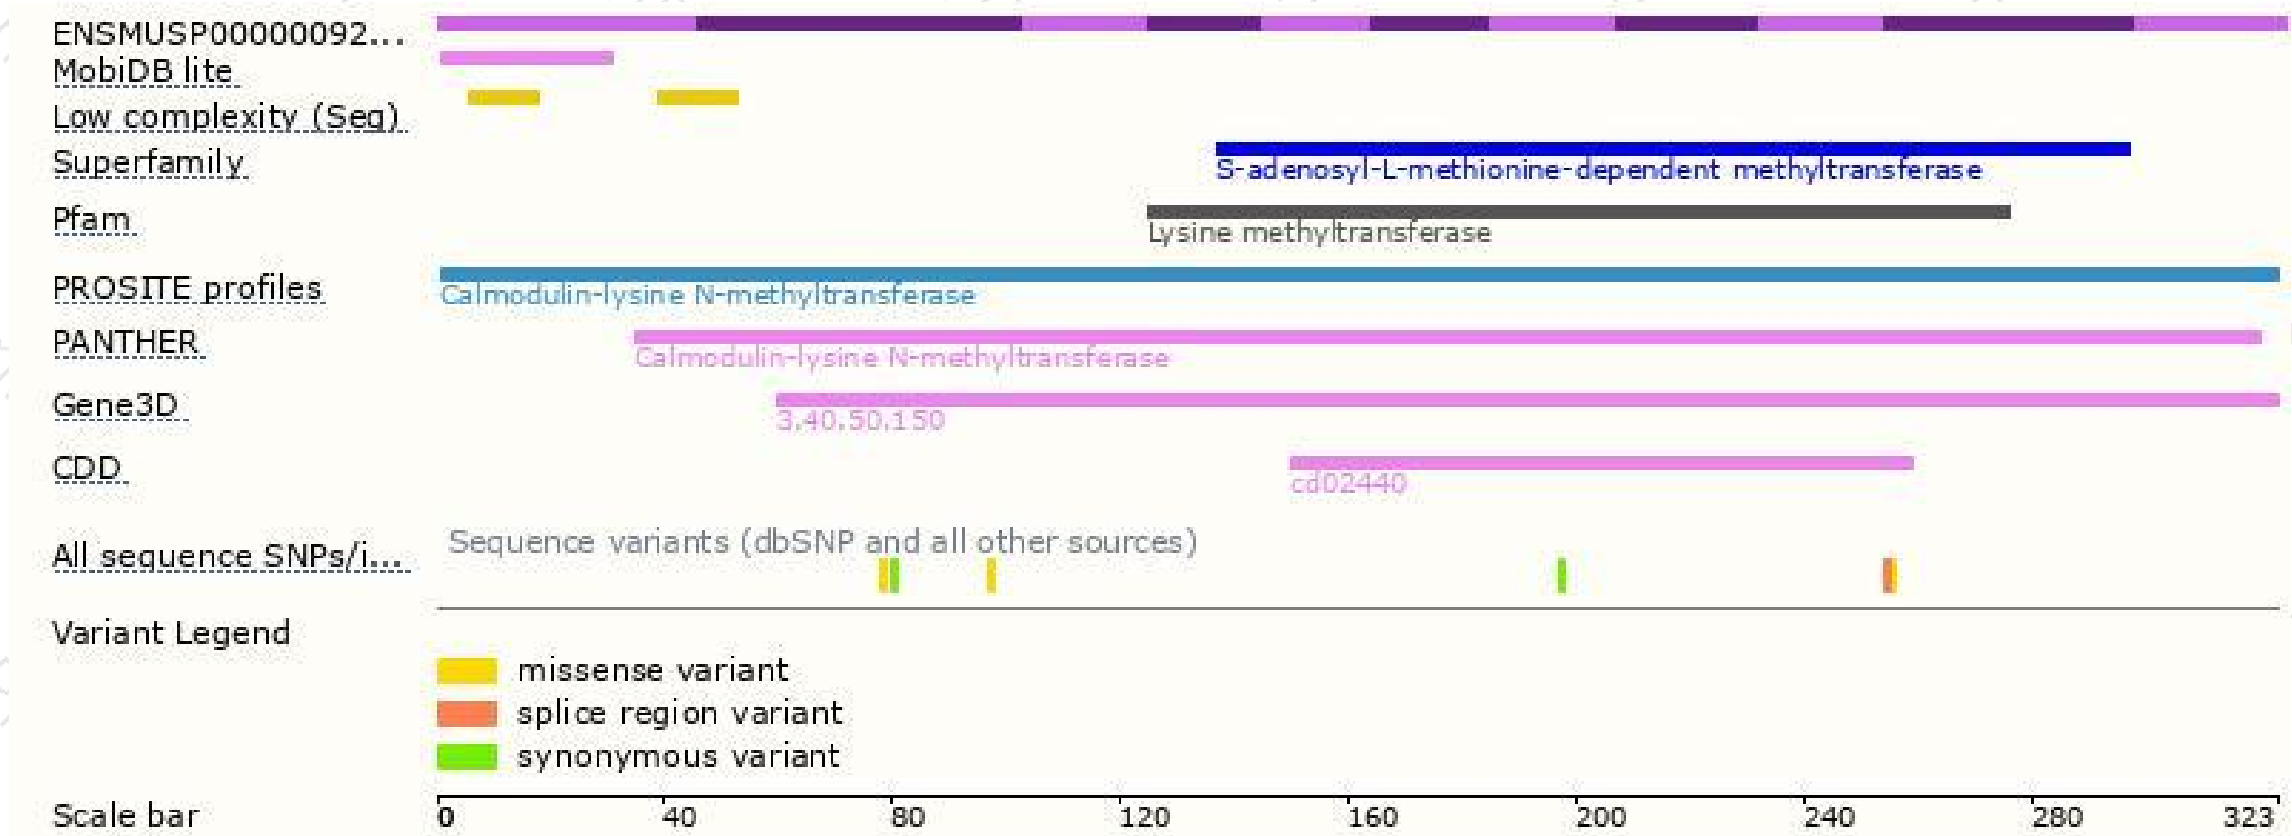 ENSMUSP00000092...
MobiDB lite
Low complexity (Seg)
Superfamily
S-adenosyl-L-methionine-dependent methyltransferase
Pfam
Lysine methyltransferase
PROSITE profiles
Calmodulin-lysine N-methyltransferase
PANTHER
Calmodulin-lysine N-methyltransferase
Gene3D
3.40.50.150
CDD
cd02440
Sequence variants (dbSNP and all other sources)
All sequence SNPs/i...
Variant Legend
missense variant
splice region variant
synonymous variant
Scale bar 0 40 80 120 160 200 240 280 323